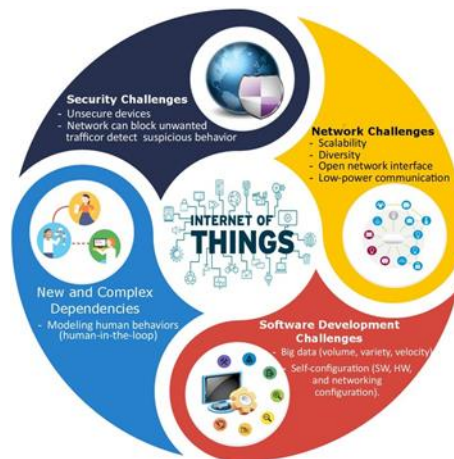 Security Challenges
- Unsecure devices
- Network can block unwanted
trafficor detect suspicious behavior
Network Challenges
- Scalability
- Diversity
- Open network interface
- Low-power communication
INTERNET OF
THINGS
New and Complex
Dependencies
- Modeling human behaviors
(human-in-the-loop)
Software Development
Challenges
- Big data (volume, variety, velocity)
- Self-configuration (SW, HW,
and networking
configuration).